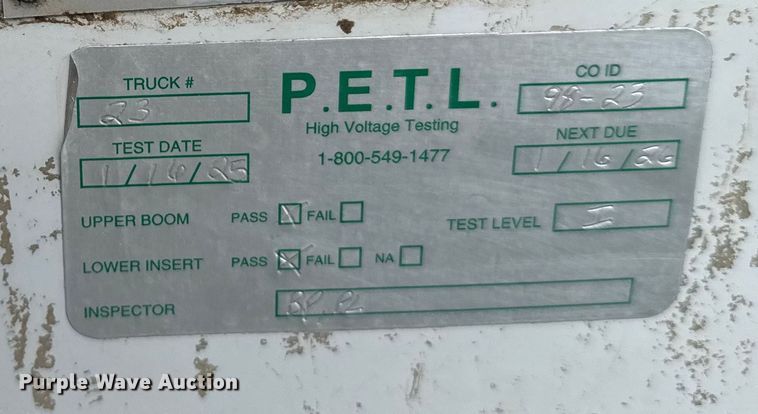 TRUCK #
23
P.E.T.L.
High Voltage Testing
1-800-549-1477
CO ID
98-23
TEST DATE
1/16/25
NEXT DUE
1/16/26
UPPER BOOM PASS FAIL
TEST LEVEL I
LOWER INSERT PASS FAIL NA
INSPECTOR
Purple Wave Auction